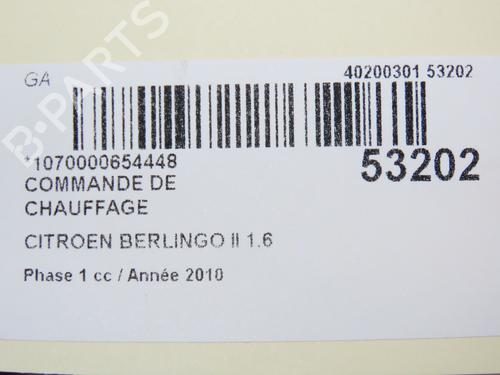 GA
40200301 53202
1070000654448
53202
COMMANDE DE
CHAUFFAGE
CITROEN BERLINGO II 1.6
Phase 1 cc / Année 2010
B-PARTS